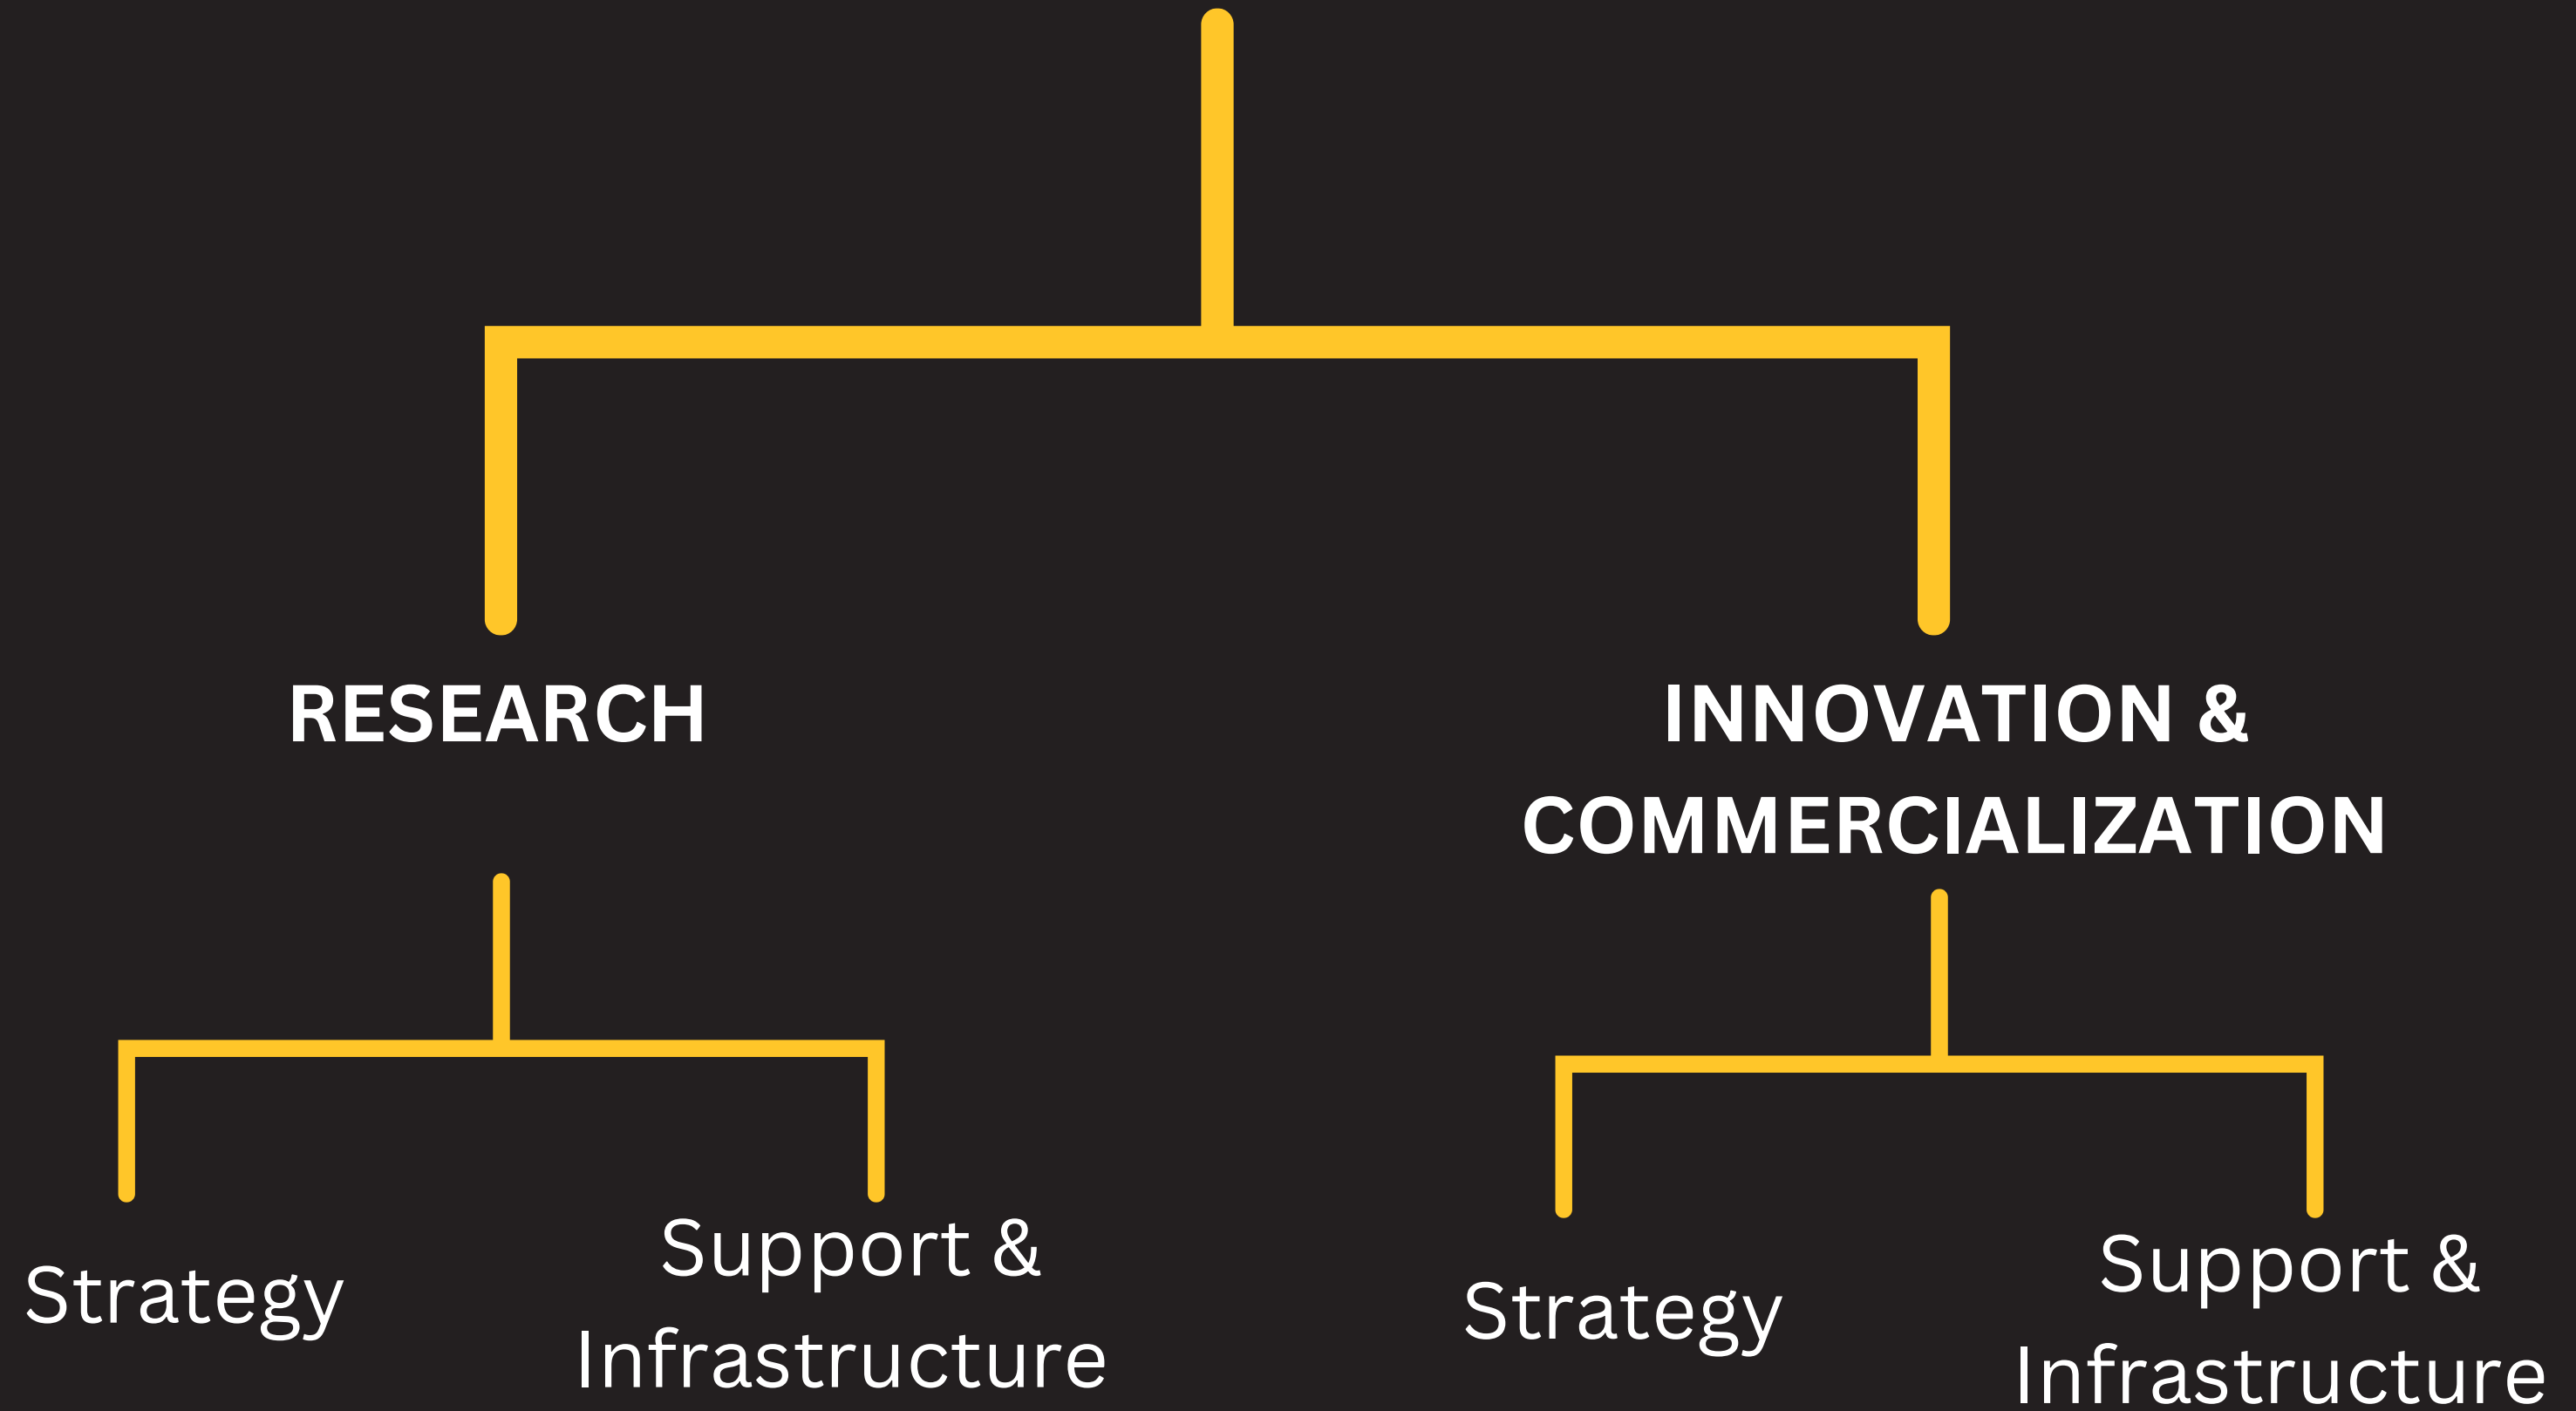 RESEARCH
INNOVATION &
COMMERCIALIZATION
Strategy
Support &
Infrastructure
Strategy
Support &
Infrastructure